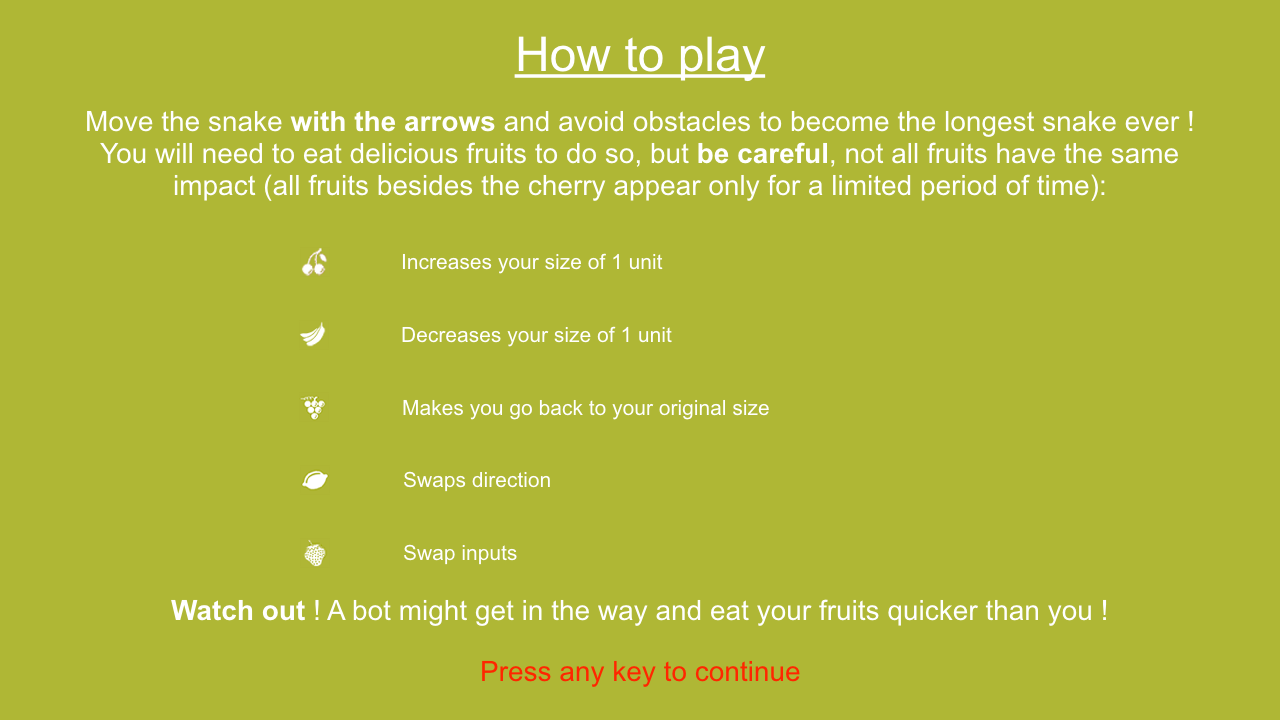 How to play
Move the snake with the arrows and avoid obstacles to become the longest snake ever !
You will need to eat delicious fruits to do so, but be careful, not all fruits have the same
impact (all fruits besides the cherry appear only for a limited period of time):
Increases your size of 1 unit
Decreases your size of 1 unit
Makes you go back to your original size
Swaps direction
Swap inputs
Watch out ! A bot might get in the way and eat your fruits quicker than you !
Press any key to continue